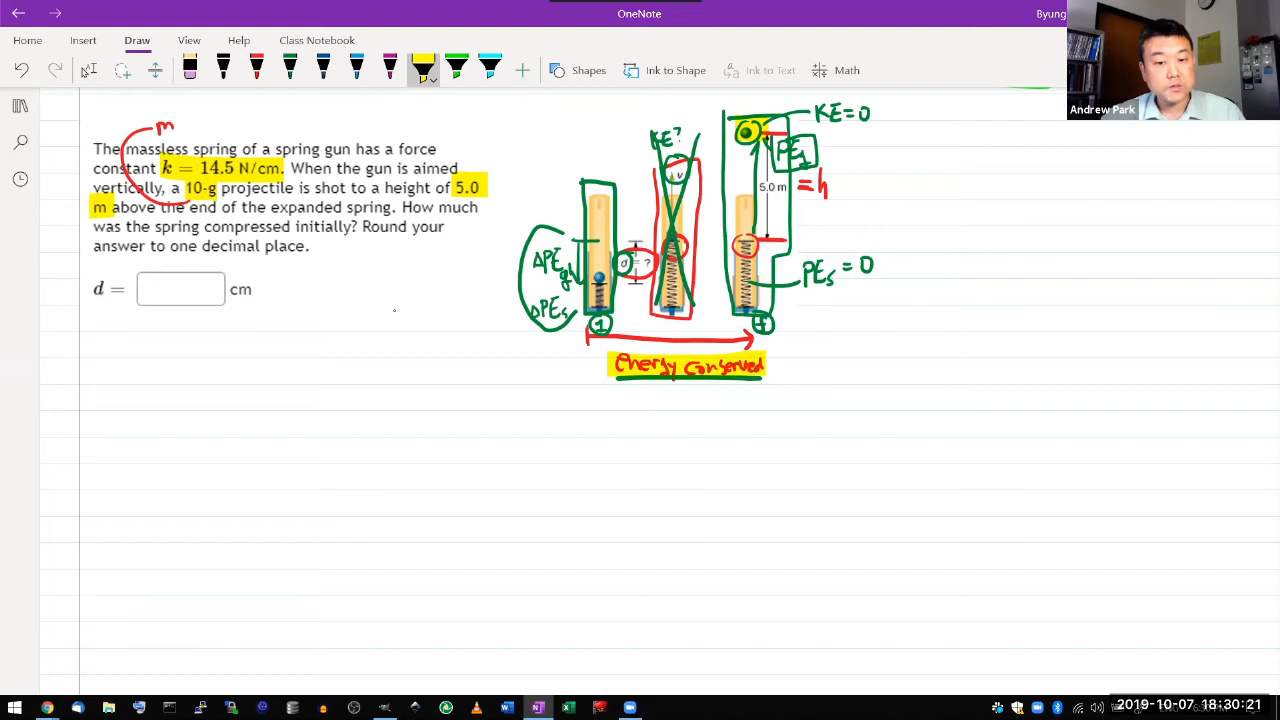 OneNote
Byung
Home
Insert
Draw
View
Help
Class Notebook
Shapes
Ink to Shape
Ink to Text
Math
Andrew Park
m
The massless spring of a spring gun has a force
constant k = 14.5 N/cm. When the gun is aimed
vertically, a 10-g projectile is shot to a height of 5.0
m above the end of the expanded spring. How much
was the spring compressed initially? Round your
answer to one decimal place.
d =
cm
KE?
KE=0
v
5.0 m
= h
d = ?
ΔPEg
ΔPEs
PEs = 0
1
f
Energy Conserved
2019-10-07 18:30:21